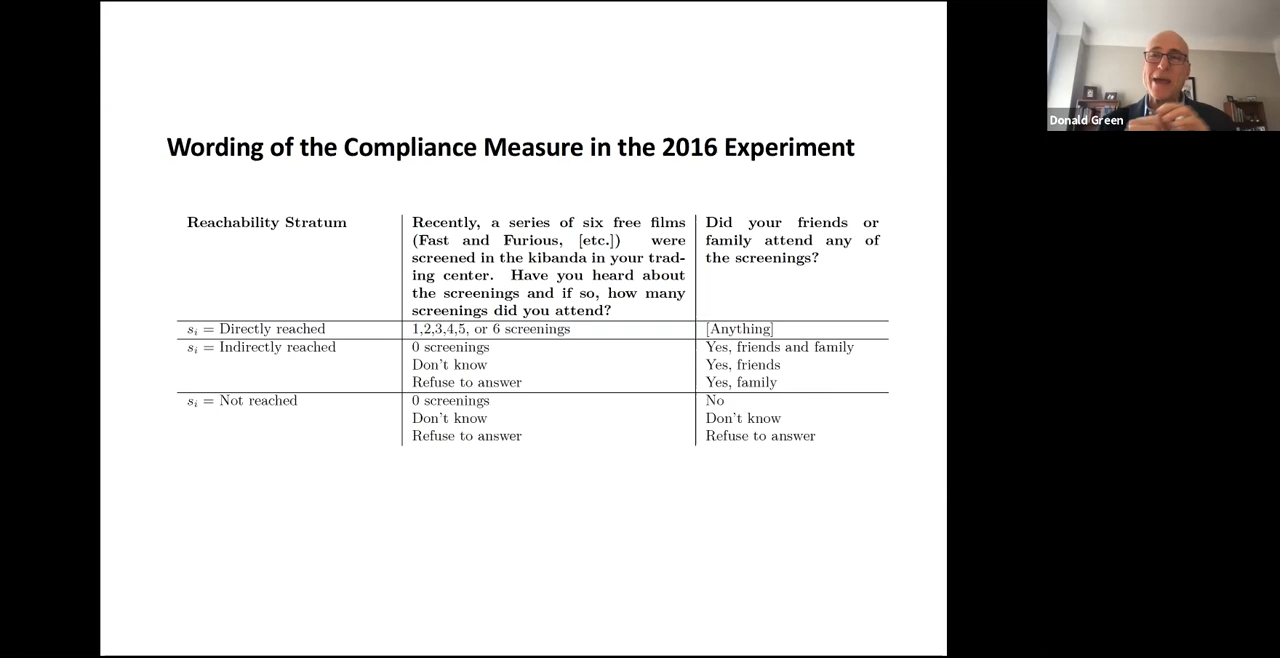 Wording of the Compliance Measure in the 2016 Experiment
Reachability Stratum
Recently, a series of six free films
(Fast and Furious, [etc.]) were
screened in the kibanda in your trad-
ing center. Have you heard about
the screenings and if so, how many
screenings did you attend?
Did your friends or
family attend any of
the screenings?
sᵢ = Directly reached
1,2,3,4,5, or 6 screenings
[Anything]
sᵢ = Indirectly reached
0 screenings
Yes, friends and family
Don't know
Yes, friends
Refuse to answer
Yes, family
sᵢ = Not reached
0 screenings
No
Don't know
Don't know
Refuse to answer
Refuse to answer
Donald Green